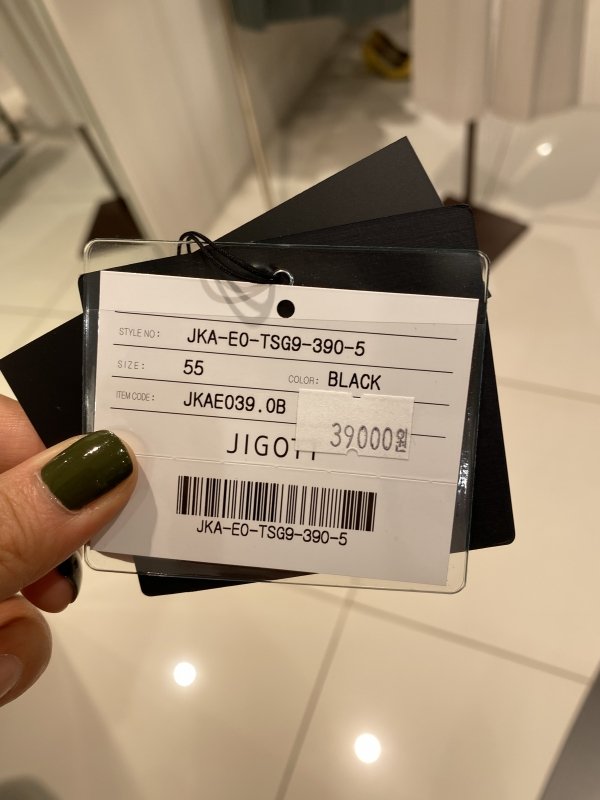 STYLE NO: JKA-E0-TSG9-390-5
SIZE: 55 COLOR: BLACK
ITEM CODE: JKAE039.0B
39000원
JIGOTT
JKA-E0-TSG9-390-5